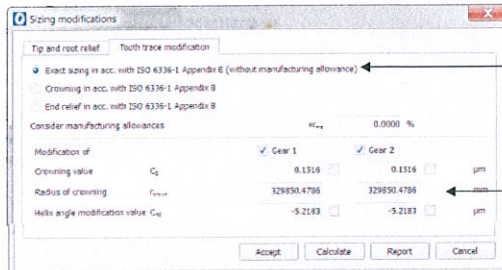 Sizing modifications
Tip and root relief Tooth trace modification
Exact sizing in acc. with ISO 6336-1 Appendix E (without manufacturing allowance)
Crowning in acc. with ISO 6336-1 Appendix B
End relief in acc. with ISO 6336-1 Appendix B
Consider manufacturing allowances 0.0000 %
Modification of Gear 1 Gear 2
Crowning value 0.1516 0.1516 μm
Radius of crowning 329850.4786 329850.4786 mm
Helix angle modification value -5.2183 -5.2183 μm
Accept Calculate Report Cancel